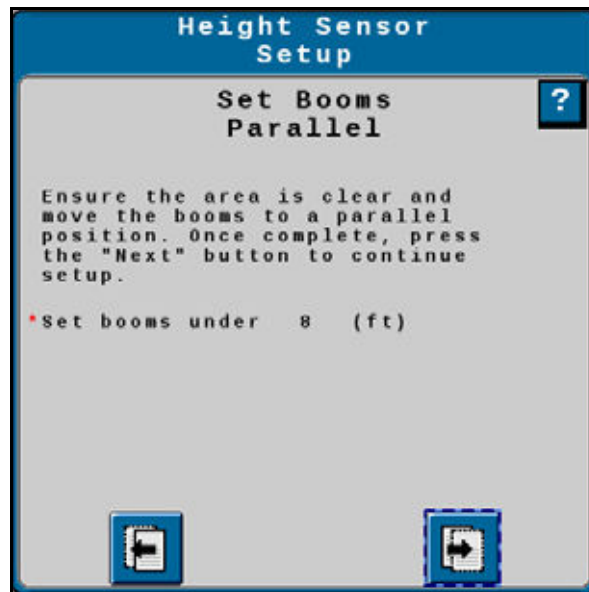 Height Sensor
Setup
Set Booms
Parallel
?
Ensure the area is clear and
move the booms to a parallel
position. Once complete, press
the "Next" button to continue
setup.
*Set booms under 8 (ft)